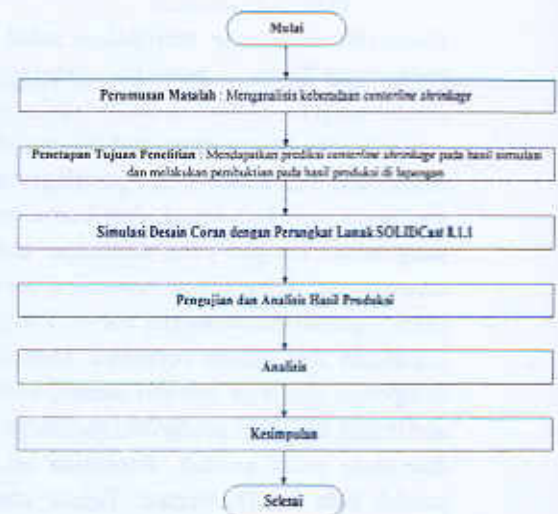 Mulai
Perumusan Masalah : Menganalisis keberadaan centerline shrinkage
Penetapan Tujuan Penelitian : Mendapatkan prediksi centerline shrinkage pada hasil simulasi
dan melakukan pembuktian pada hasil produksi di lapangan
Simulasi Desain Coran dengan Perangkat Lunak SOLIDCast 8.1.1
Pengujian dan Analisis Hasil Produksi
Analisis
Kesimpulan
Selesai